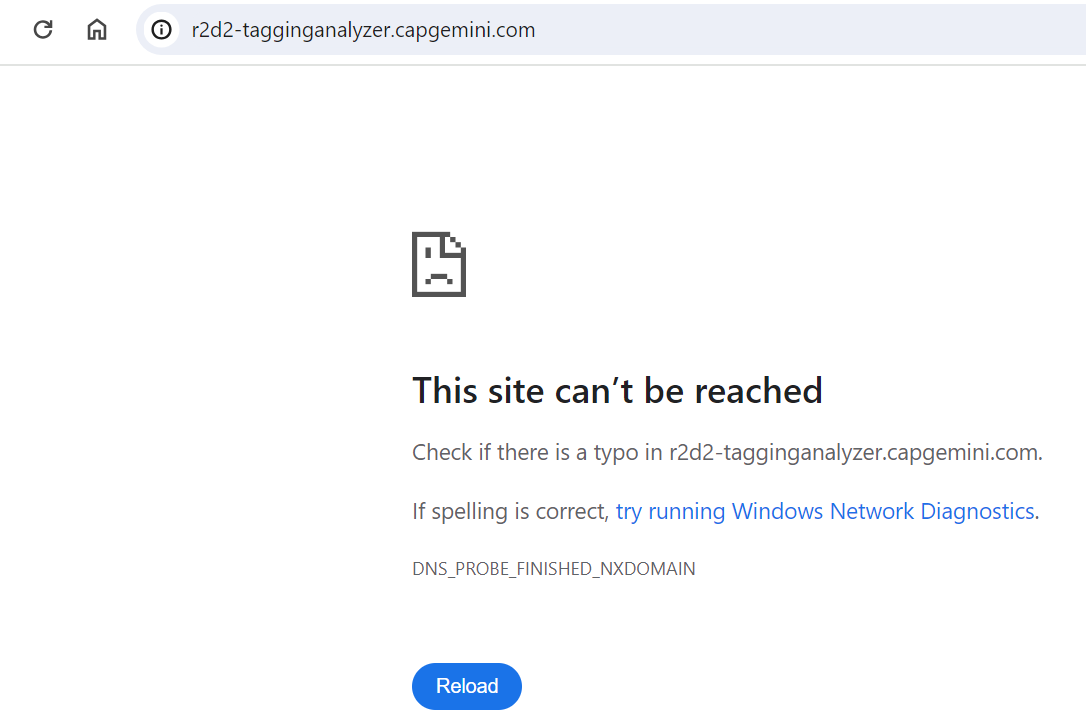 r2d2-tagginganalyzer.capgemini.com
This site can’t be reached
Check if there is a typo in r2d2-tagginganalyzer.capgemini.com.
If spelling is correct, try running Windows Network Diagnostics.
DNS_PROBE_FINISHED_NXDOMAIN
Reload